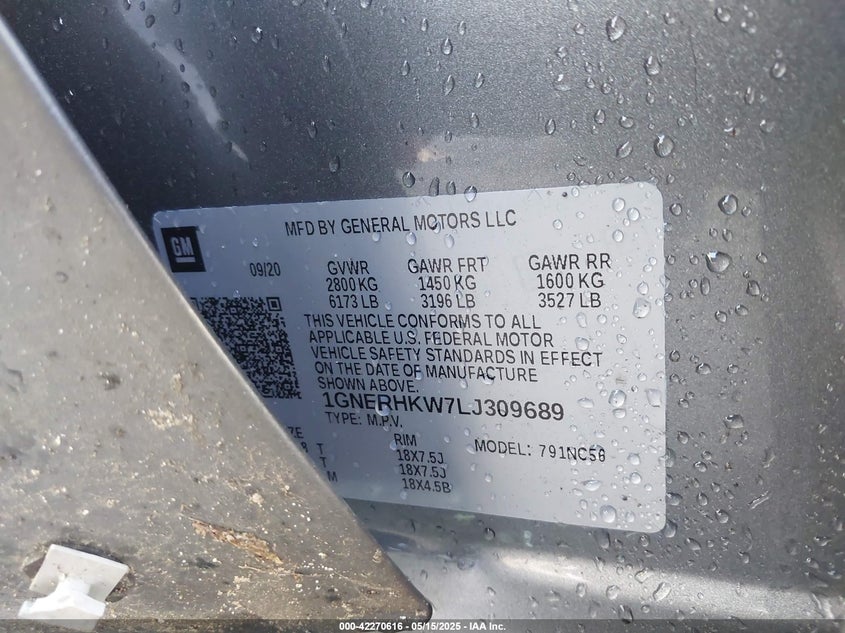 MFD BY GENERAL MOTORS LLC
GM
09/20
GVWR GAWR FRT GAWR RR
2800 KG 1450 KG 1600 KG
6173 LB 3196 LB 3527 LB
THIS VEHICLE CONFORMS TO ALL
APPLICABLE U.S. FEDERAL MOTOR
VEHICLE SAFETY STANDARDS IN EFFECT
ON THE DATE OF MANUFACTURE
SHOWN ABOVE.
1GNERHKW7LJ309689
TYPE: M.P.V.
RIM MODEL:
T 18X7.5J
T 18X7.5J
M 18X4.5B
000-42270616 - 05/15/2025 - IAA Inc.